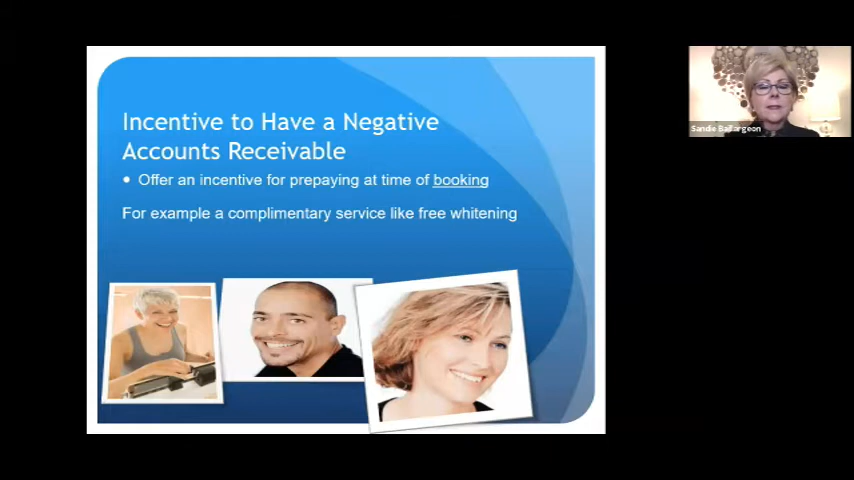 Incentive to Have a Negative
Accounts Receivable
• Offer an incentive for prepaying at time of booking
For example a complimentary service like free whitening
Sandie Baillargeon